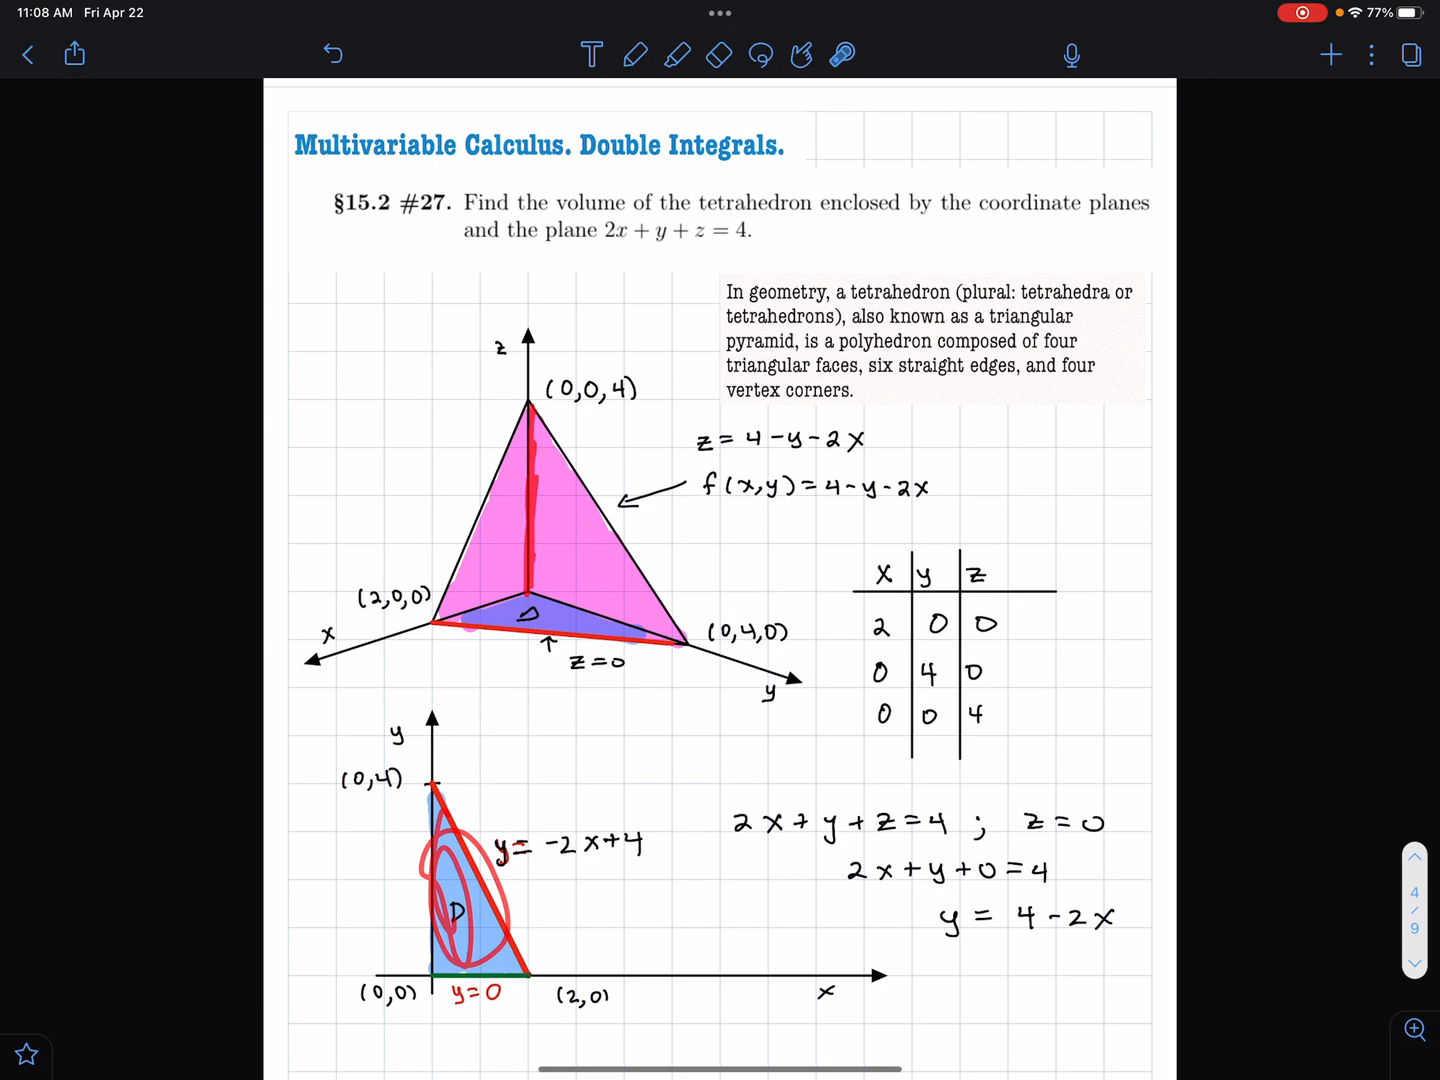 11:08 AM Fri Apr 22
77%
T
Multivariable Calculus. Double Integrals.
§15.2 #27. Find the volume of the tetrahedron enclosed by the coordinate planes
and the plane 2x + y + z = 4.
In geometry, a tetrahedron (plural: tetrahedra or
tetrahedrons), also known as a triangular
pyramid, is a polyhedron composed of four
triangular faces, six straight edges, and four
vertex corners.
z
(0,0,4)
z = 4 - y - 2x
f(x,y) = 4 - y - 2x
(2,0,0)
x
D
(0,4,0)
z = 0
y
x y z
2 0 0
0 4 0
0 0 4
y
(0,4)
y = -2x+4
D
(0,0)
y = 0
(2,0)
x
2x + y + z = 4 ; z = 0
2x + y + 0 = 4
y = 4 - 2x
4
/
9